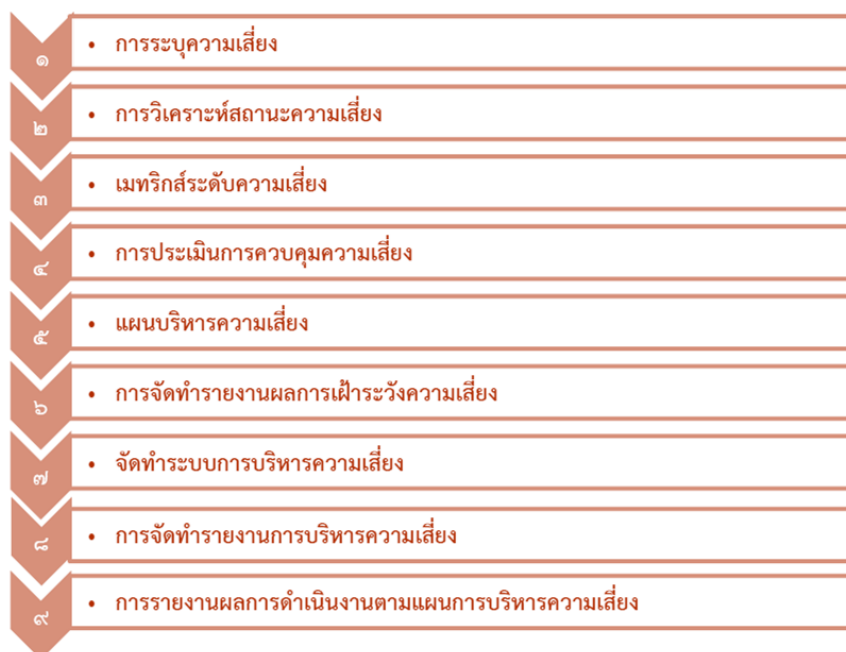 ๑ • การระบุความเสี่ยง
๒ • การวิเคราะห์สถานะความเสี่ยง
๓ • เมทริกส์ระดับความเสี่ยง
๔ • การประเมินการควบคุมความเสี่ยง
๕ • แผนบริหารความเสี่ยง
๖ • การจัดทำรายงานผลการเฝ้าระวังความเสี่ยง
๗ • จัดทำระบบการบริหารความเสี่ยง
๘ • การจัดทำรายงานการบริหารความเสี่ยง
๙ • การรายงานผลการดำเนินงานตามแผนการบริหารความเสี่ยง